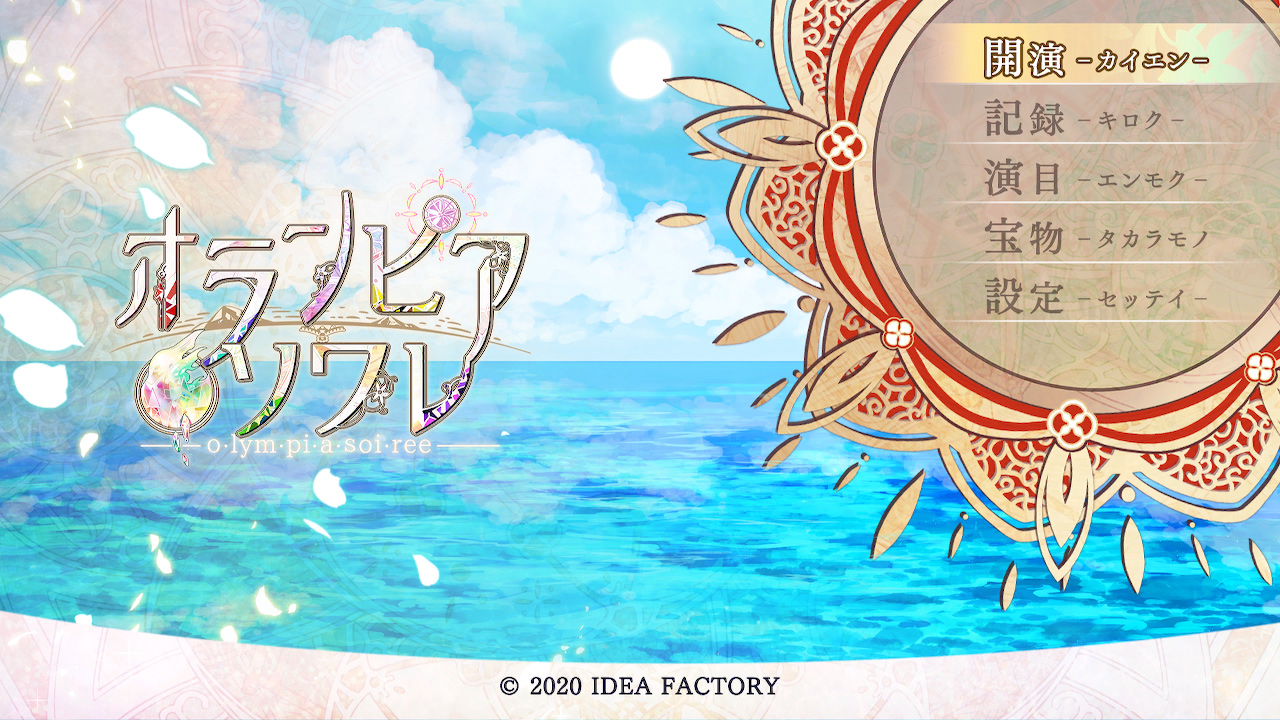 オランピア
ソワレ
o·lym·pi·a·soi·ree
開演 -カイエン-
記録 -キロク-
演目 -エンモク-
宝物 -タカラモノ
設定 -セッテイ-
© 2020 IDEA FACTORY